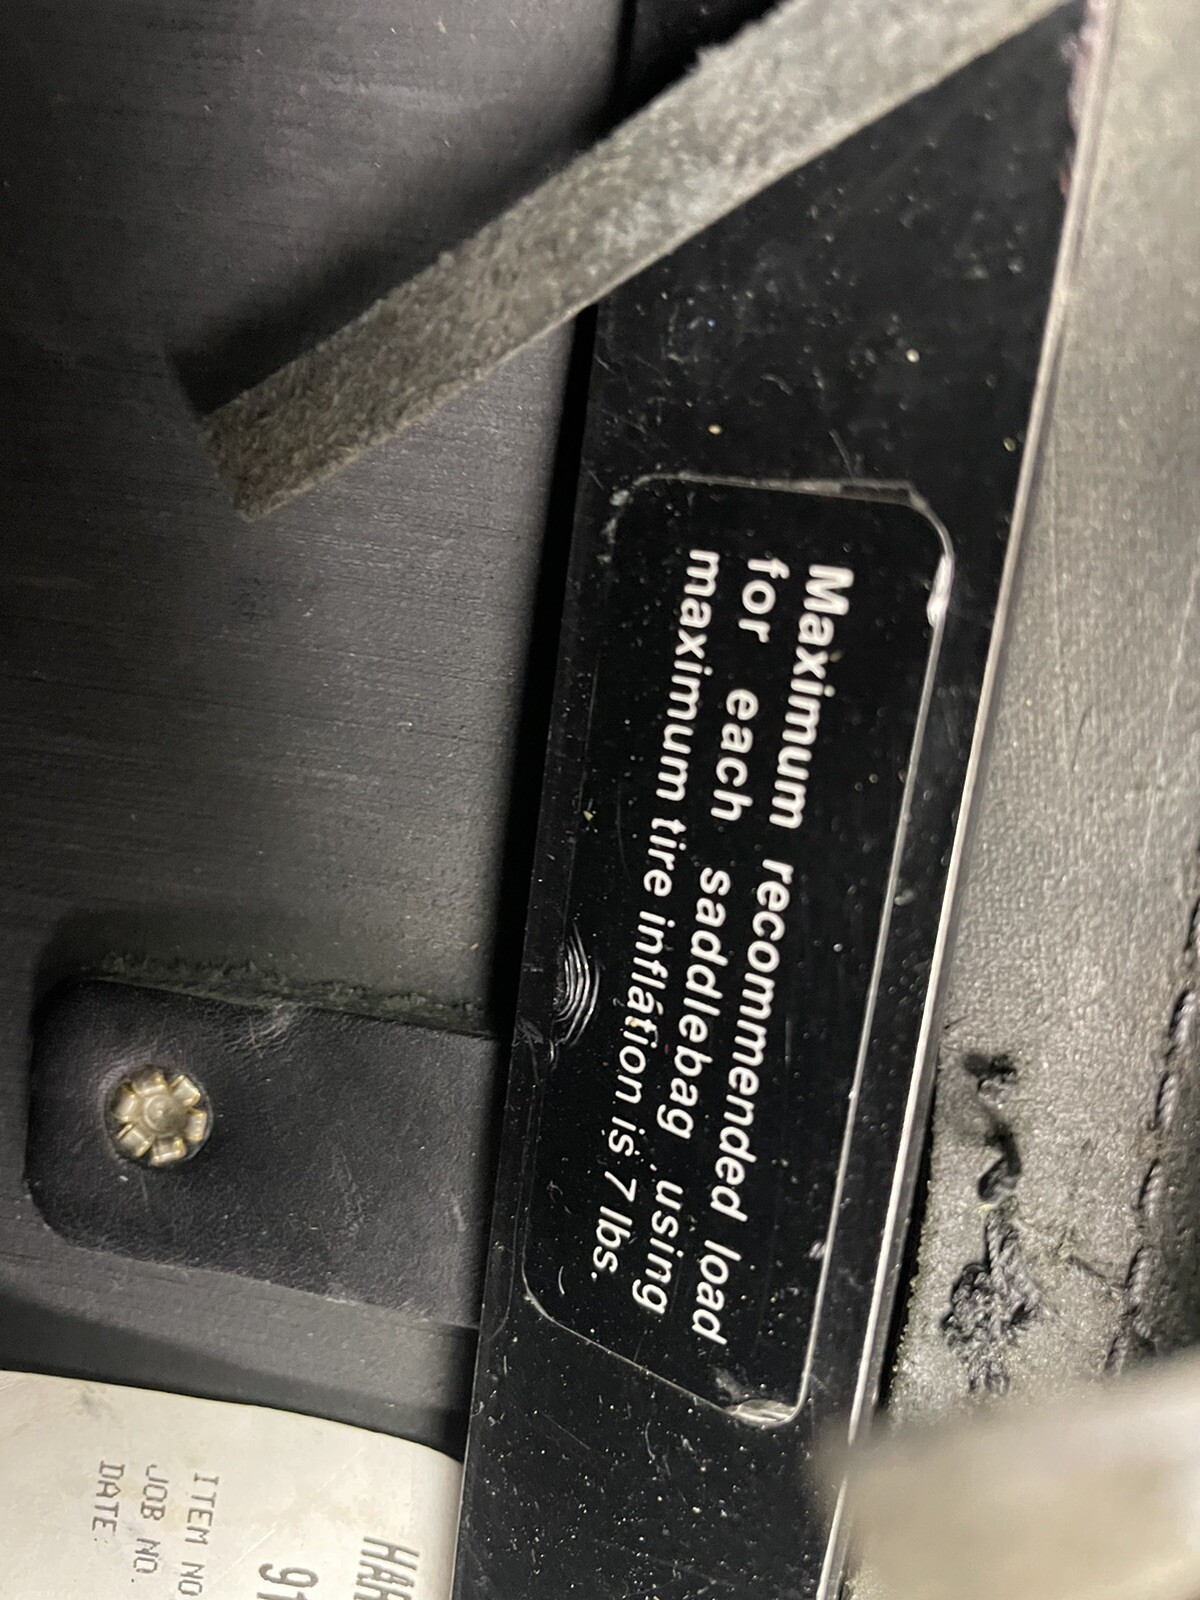 Maximum recommended load
for each saddlebag using
maximum tire inflation is 7 lbs.
ITEM NO
JOB NO.
DATE: